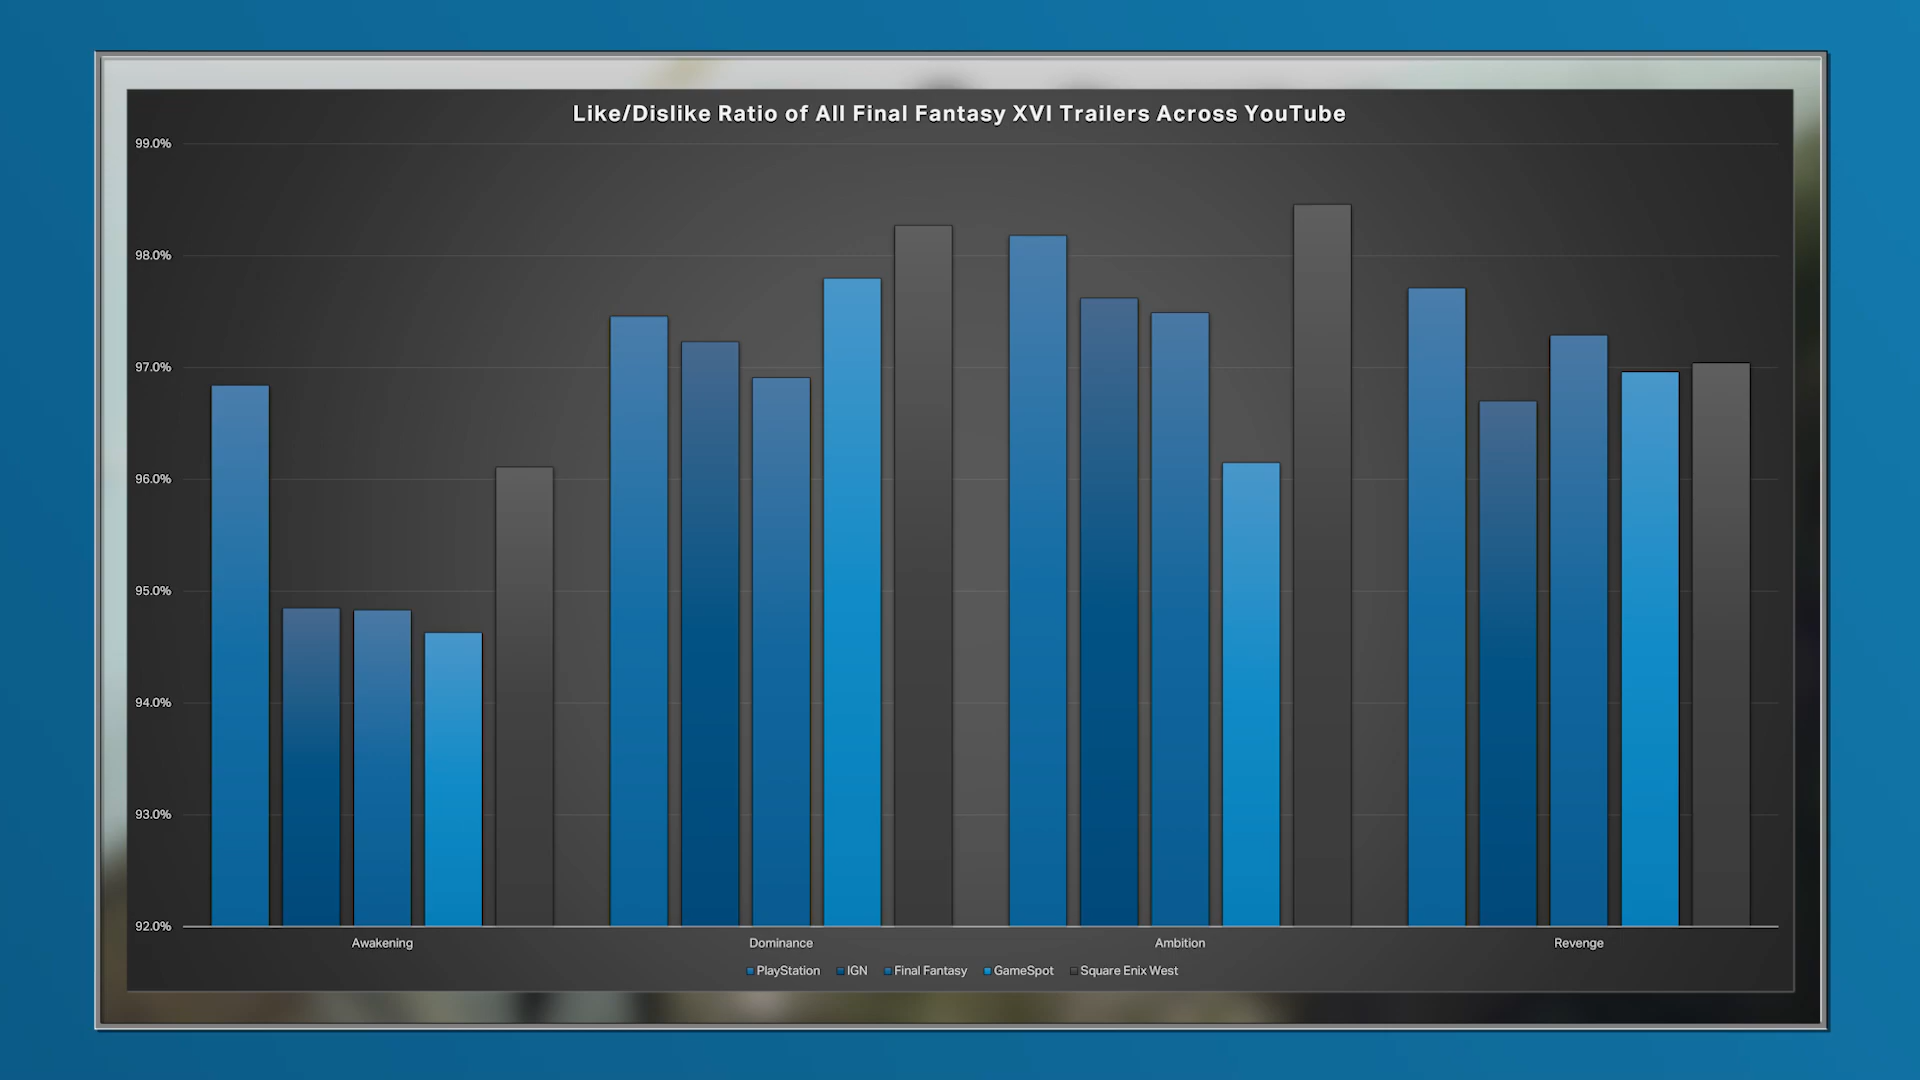 Like/Dislike Ratio of All Final Fantasy XVI Trailers Across YouTube
99.0%
98.0%
97.0%
96.0%
95.0%
94.0%
93.0%
92.0%
Awakening Dominance Ambition Revenge
PlayStation IGN Final Fantasy GameSpot Square Enix West